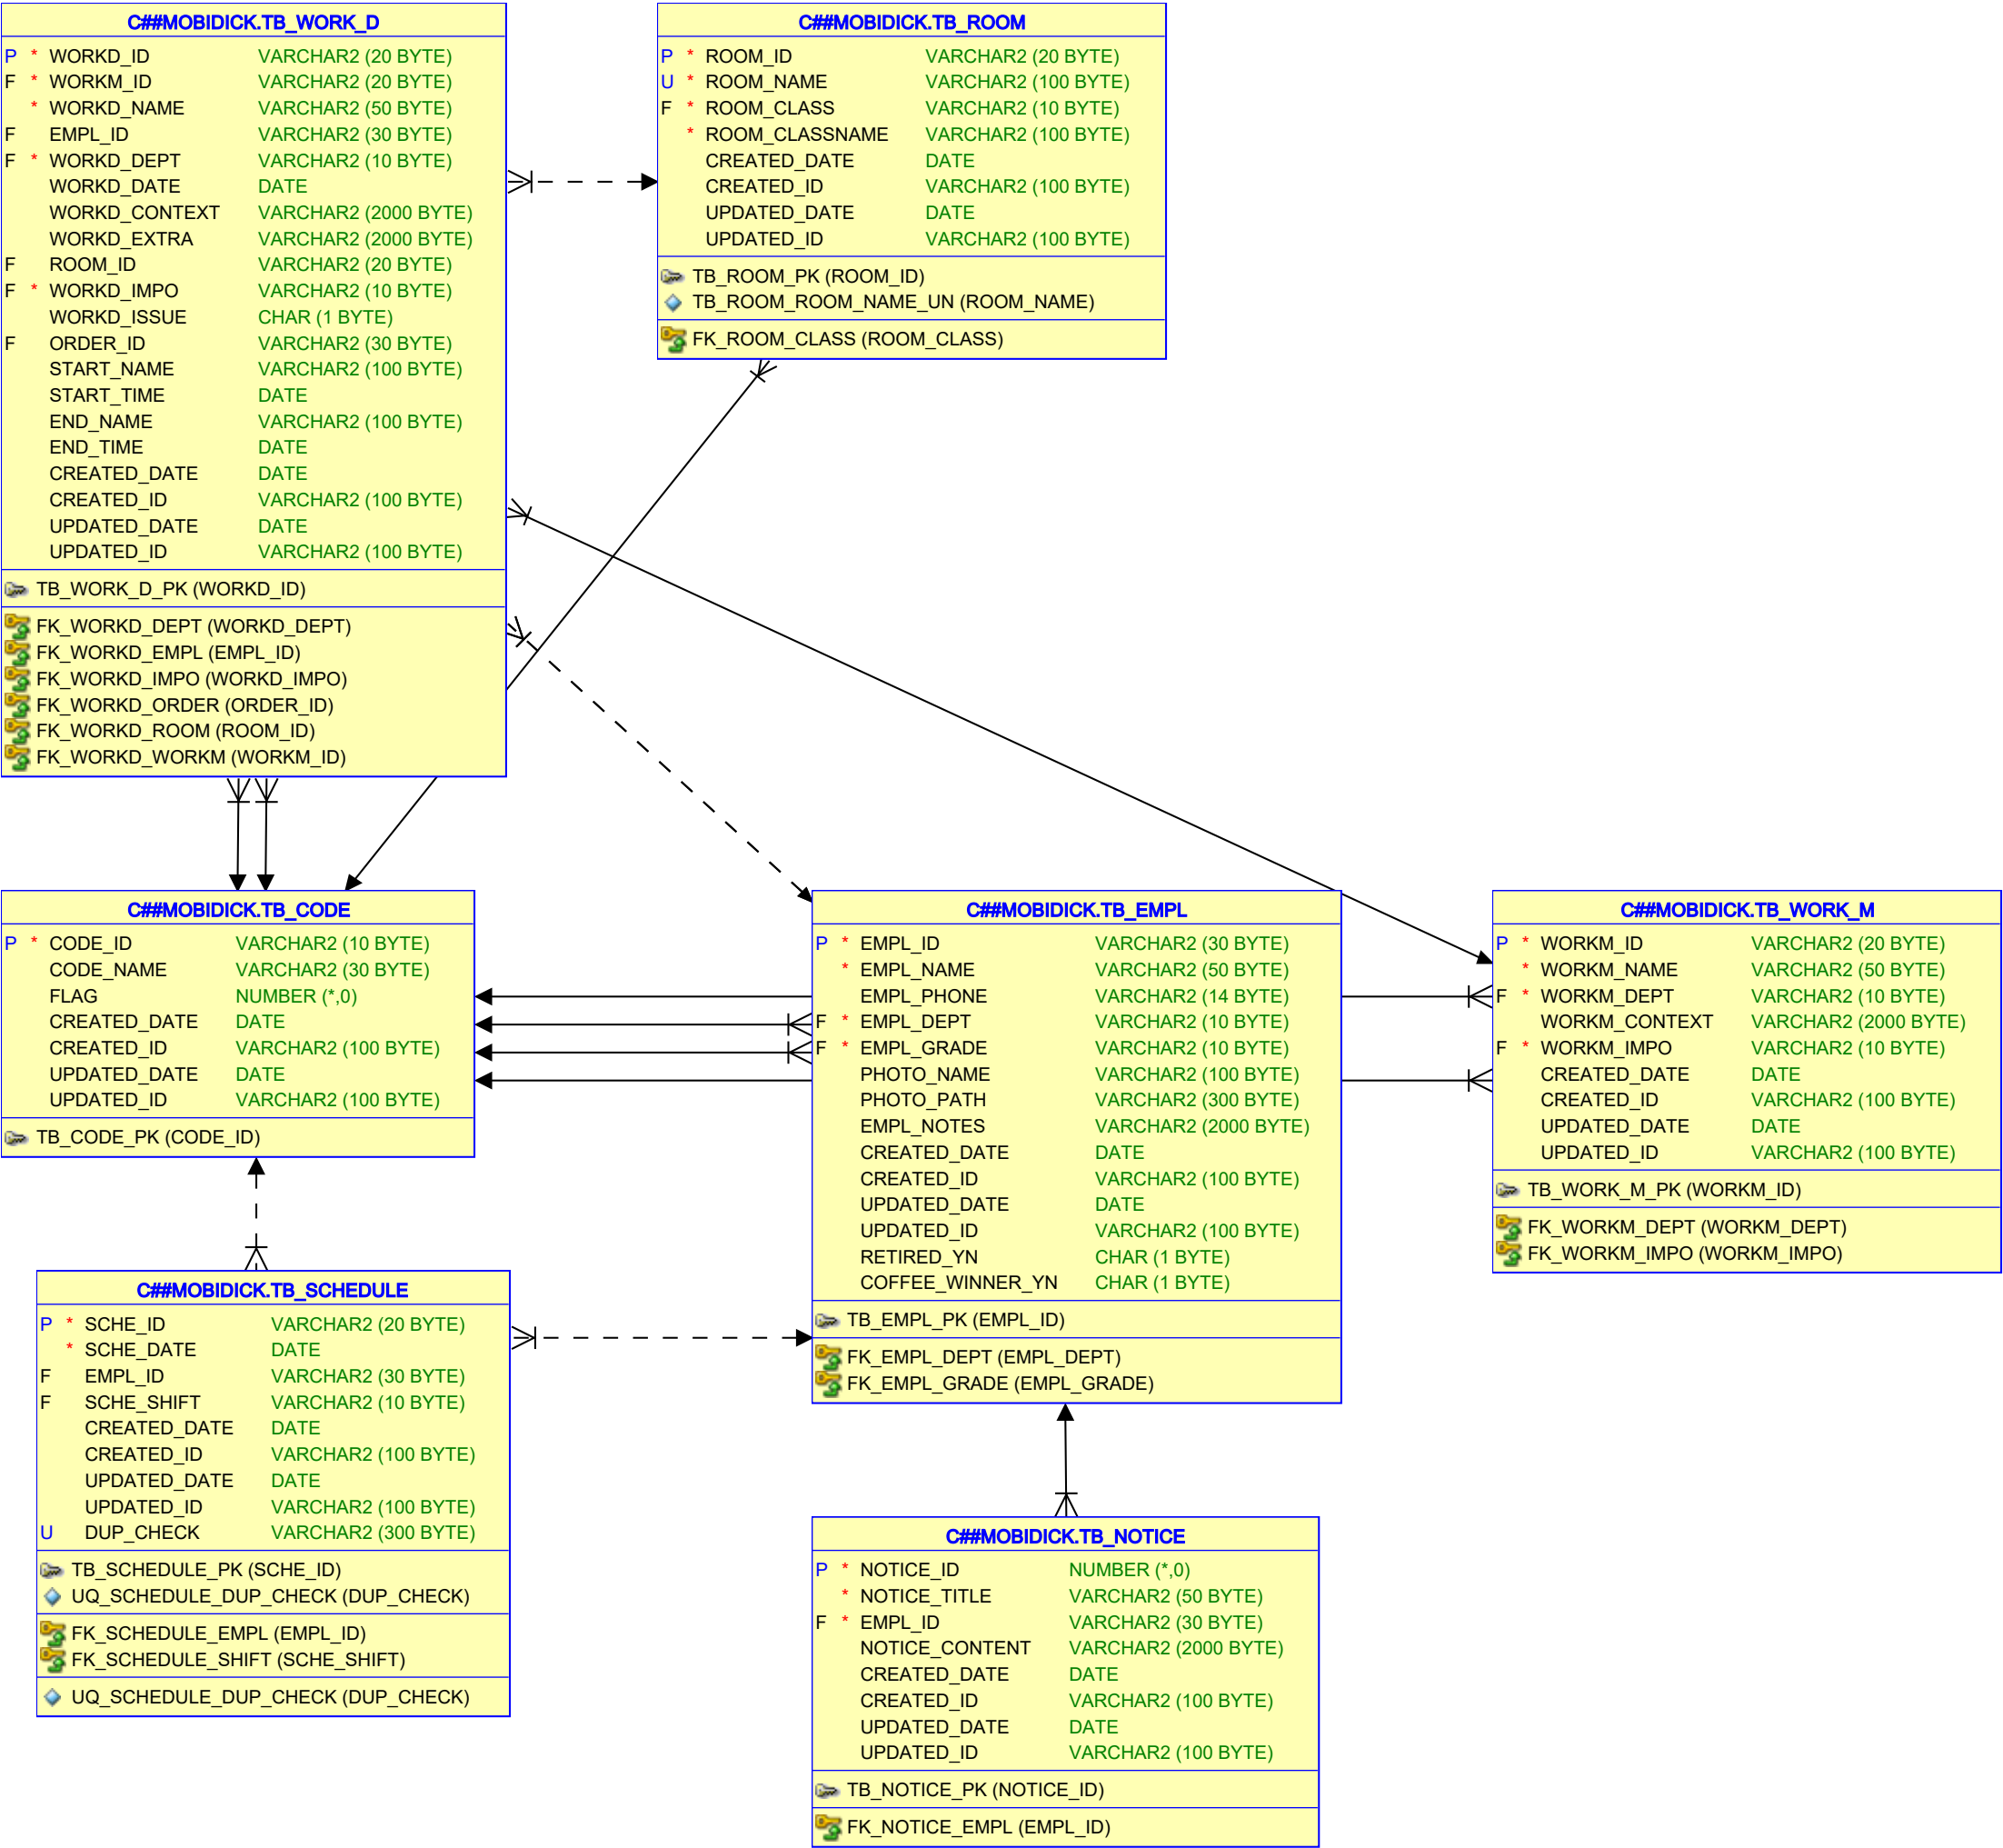 C##MOBIDICK.TB_WORK_D
P * WORKD_ID VARCHAR2 (20 BYTE)
F * WORKM_ID VARCHAR2 (20 BYTE)
* WORKD_NAME VARCHAR2 (50 BYTE)
F EMPL_ID VARCHAR2 (30 BYTE)
F * WORKD_DEPT VARCHAR2 (10 BYTE)
WORKD_DATE DATE
WORKD_CONTEXT VARCHAR2 (2000 BYTE)
WORKD_EXTRA VARCHAR2 (2000 BYTE)
F ROOM_ID VARCHAR2 (20 BYTE)
F * WORKD_IMPO VARCHAR2 (10 BYTE)
WORKD_ISSUE CHAR (1 BYTE)
F ORDER_ID VARCHAR2 (30 BYTE)
START_NAME VARCHAR2 (100 BYTE)
START_TIME DATE
END_NAME VARCHAR2 (100 BYTE)
END_TIME DATE
CREATED_DATE DATE
CREATED_ID VARCHAR2 (100 BYTE)
UPDATED_DATE DATE
UPDATED_ID VARCHAR2 (100 BYTE)
TB_WORK_D_PK (WORKD_ID)
FK_WORKD_DEPT (WORKD_DEPT)
FK_WORKD_EMPL (EMPL_ID)
FK_WORKD_IMPO (WORKD_IMPO)
FK_WORKD_ORDER (ORDER_ID)
FK_WORKD_ROOM (ROOM_ID)
FK_WORKD_WORKM (WORKM_ID)
C##MOBIDICK.TB_ROOM
P * ROOM_ID VARCHAR2 (20 BYTE)
U * ROOM_NAME VARCHAR2 (100 BYTE)
F * ROOM_CLASS VARCHAR2 (10 BYTE)
* ROOM_CLASSNAME VARCHAR2 (100 BYTE)
CREATED_DATE DATE
CREATED_ID VARCHAR2 (100 BYTE)
UPDATED_DATE DATE
UPDATED_ID VARCHAR2 (100 BYTE)
TB_ROOM_PK (ROOM_ID)
TB_ROOM_ROOM_NAME_UN (ROOM_NAME)
FK_ROOM_CLASS (ROOM_CLASS)
C##MOBIDICK.TB_CODE
P * CODE_ID VARCHAR2 (10 BYTE)
CODE_NAME VARCHAR2 (30 BYTE)
FLAG NUMBER (*,0)
CREATED_DATE DATE
CREATED_ID VARCHAR2 (100 BYTE)
UPDATED_DATE DATE
UPDATED_ID VARCHAR2 (100 BYTE)
TB_CODE_PK (CODE_ID)
C##MOBIDICK.TB_EMPL
P * EMPL_ID VARCHAR2 (30 BYTE)
* EMPL_NAME VARCHAR2 (50 BYTE)
EMPL_PHONE VARCHAR2 (14 BYTE)
F * EMPL_DEPT VARCHAR2 (10 BYTE)
F * EMPL_GRADE VARCHAR2 (10 BYTE)
PHOTO_NAME VARCHAR2 (100 BYTE)
PHOTO_PATH VARCHAR2 (300 BYTE)
EMPL_NOTES VARCHAR2 (2000 BYTE)
CREATED_DATE DATE
CREATED_ID VARCHAR2 (100 BYTE)
UPDATED_DATE DATE
UPDATED_ID VARCHAR2 (100 BYTE)
RETIRED_YN CHAR (1 BYTE)
COFFEE_WINNER_YN CHAR (1 BYTE)
TB_EMPL_PK (EMPL_ID)
FK_EMPL_DEPT (EMPL_DEPT)
FK_EMPL_GRADE (EMPL_GRADE)
C##MOBIDICK.TB_WORK_M
P * WORKM_ID VARCHAR2 (20 BYTE)
* WORKM_NAME VARCHAR2 (50 BYTE)
F * WORKM_DEPT VARCHAR2 (10 BYTE)
WORKM_CONTEXT VARCHAR2 (2000 BYTE)
F * WORKM_IMPO VARCHAR2 (10 BYTE)
CREATED_DATE DATE
CREATED_ID VARCHAR2 (100 BYTE)
UPDATED_DATE DATE
UPDATED_ID VARCHAR2 (100 BYTE)
TB_WORK_M_PK (WORKM_ID)
FK_WORKM_DEPT (WORKM_DEPT)
FK_WORKM_IMPO (WORKM_IMPO)
C##MOBIDICK.TB_SCHEDULE
P * SCHE_ID VARCHAR2 (20 BYTE)
* SCHE_DATE DATE
F EMPL_ID VARCHAR2 (30 BYTE)
F SCHE_SHIFT VARCHAR2 (10 BYTE)
CREATED_DATE DATE
CREATED_ID VARCHAR2 (100 BYTE)
UPDATED_DATE DATE
UPDATED_ID VARCHAR2 (100 BYTE)
U DUP_CHECK VARCHAR2 (300 BYTE)
TB_SCHEDULE_PK (SCHE_ID)
UQ_SCHEDULE_DUP_CHECK (DUP_CHECK)
FK_SCHEDULE_EMPL (EMPL_ID)
FK_SCHEDULE_SHIFT (SCHE_SHIFT)
UQ_SCHEDULE_DUP_CHECK (DUP_CHECK)
C##MOBIDICK.TB_NOTICE
P * NOTICE_ID NUMBER (*,0)
* NOTICE_TITLE VARCHAR2 (50 BYTE)
F * EMPL_ID VARCHAR2 (30 BYTE)
NOTICE_CONTENT VARCHAR2 (2000 BYTE)
CREATED_DATE DATE
CREATED_ID VARCHAR2 (100 BYTE)
UPDATED_DATE DATE
UPDATED_ID VARCHAR2 (100 BYTE)
TB_NOTICE_PK (NOTICE_ID)
FK_NOTICE_EMPL (EMPL_ID)